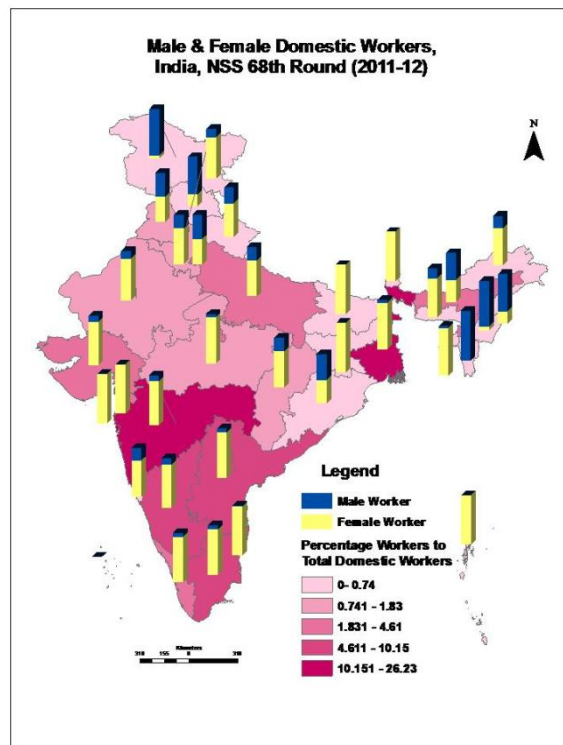 Male & Female Domestic Workers,
India, NSS 68th Round (2011-12)
N
Legend
Male Worker
Female Worker
Percentage Workers to
Total Domestic Workers
0- 0.74
0.741 - 1.83
1.831 - 4.61
4.611 - 10.15
10.151 - 26.23
Kilometers
310 155 0 310